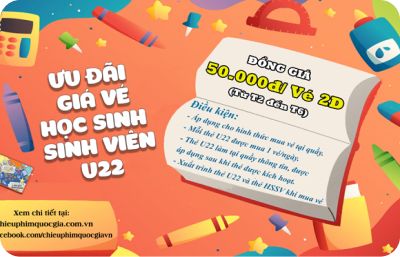 ƯU ĐÃI
GIÁ VÉ
HỌC SINH
SINH VIÊN
U22
ĐỒNG GIÁ
50.000đ/ Vé 2D
(Từ T2 đến T6)
Điều kiện:
- Áp dụng cho hình thức mua vé tại quầy.
- Mỗi thẻ U22 được mua 1 vé/ngày.
- Thẻ U22 làm tại quầy thông tin, được
áp dụng sau khi thẻ được kích hoạt.
- Xuất trình thẻ U22 và thẻ HSSV khi mua vé
Xem chi tiết tại:
hieuphimquocgia.com.vn
cebook.com/chieuphimquocgiavn